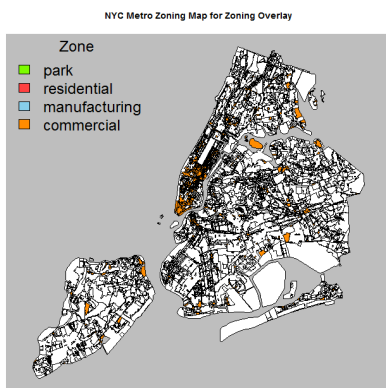 NYC Metro Zoning Map for Zoning Overlay
Zone
park
residential
manufacturing
commercial